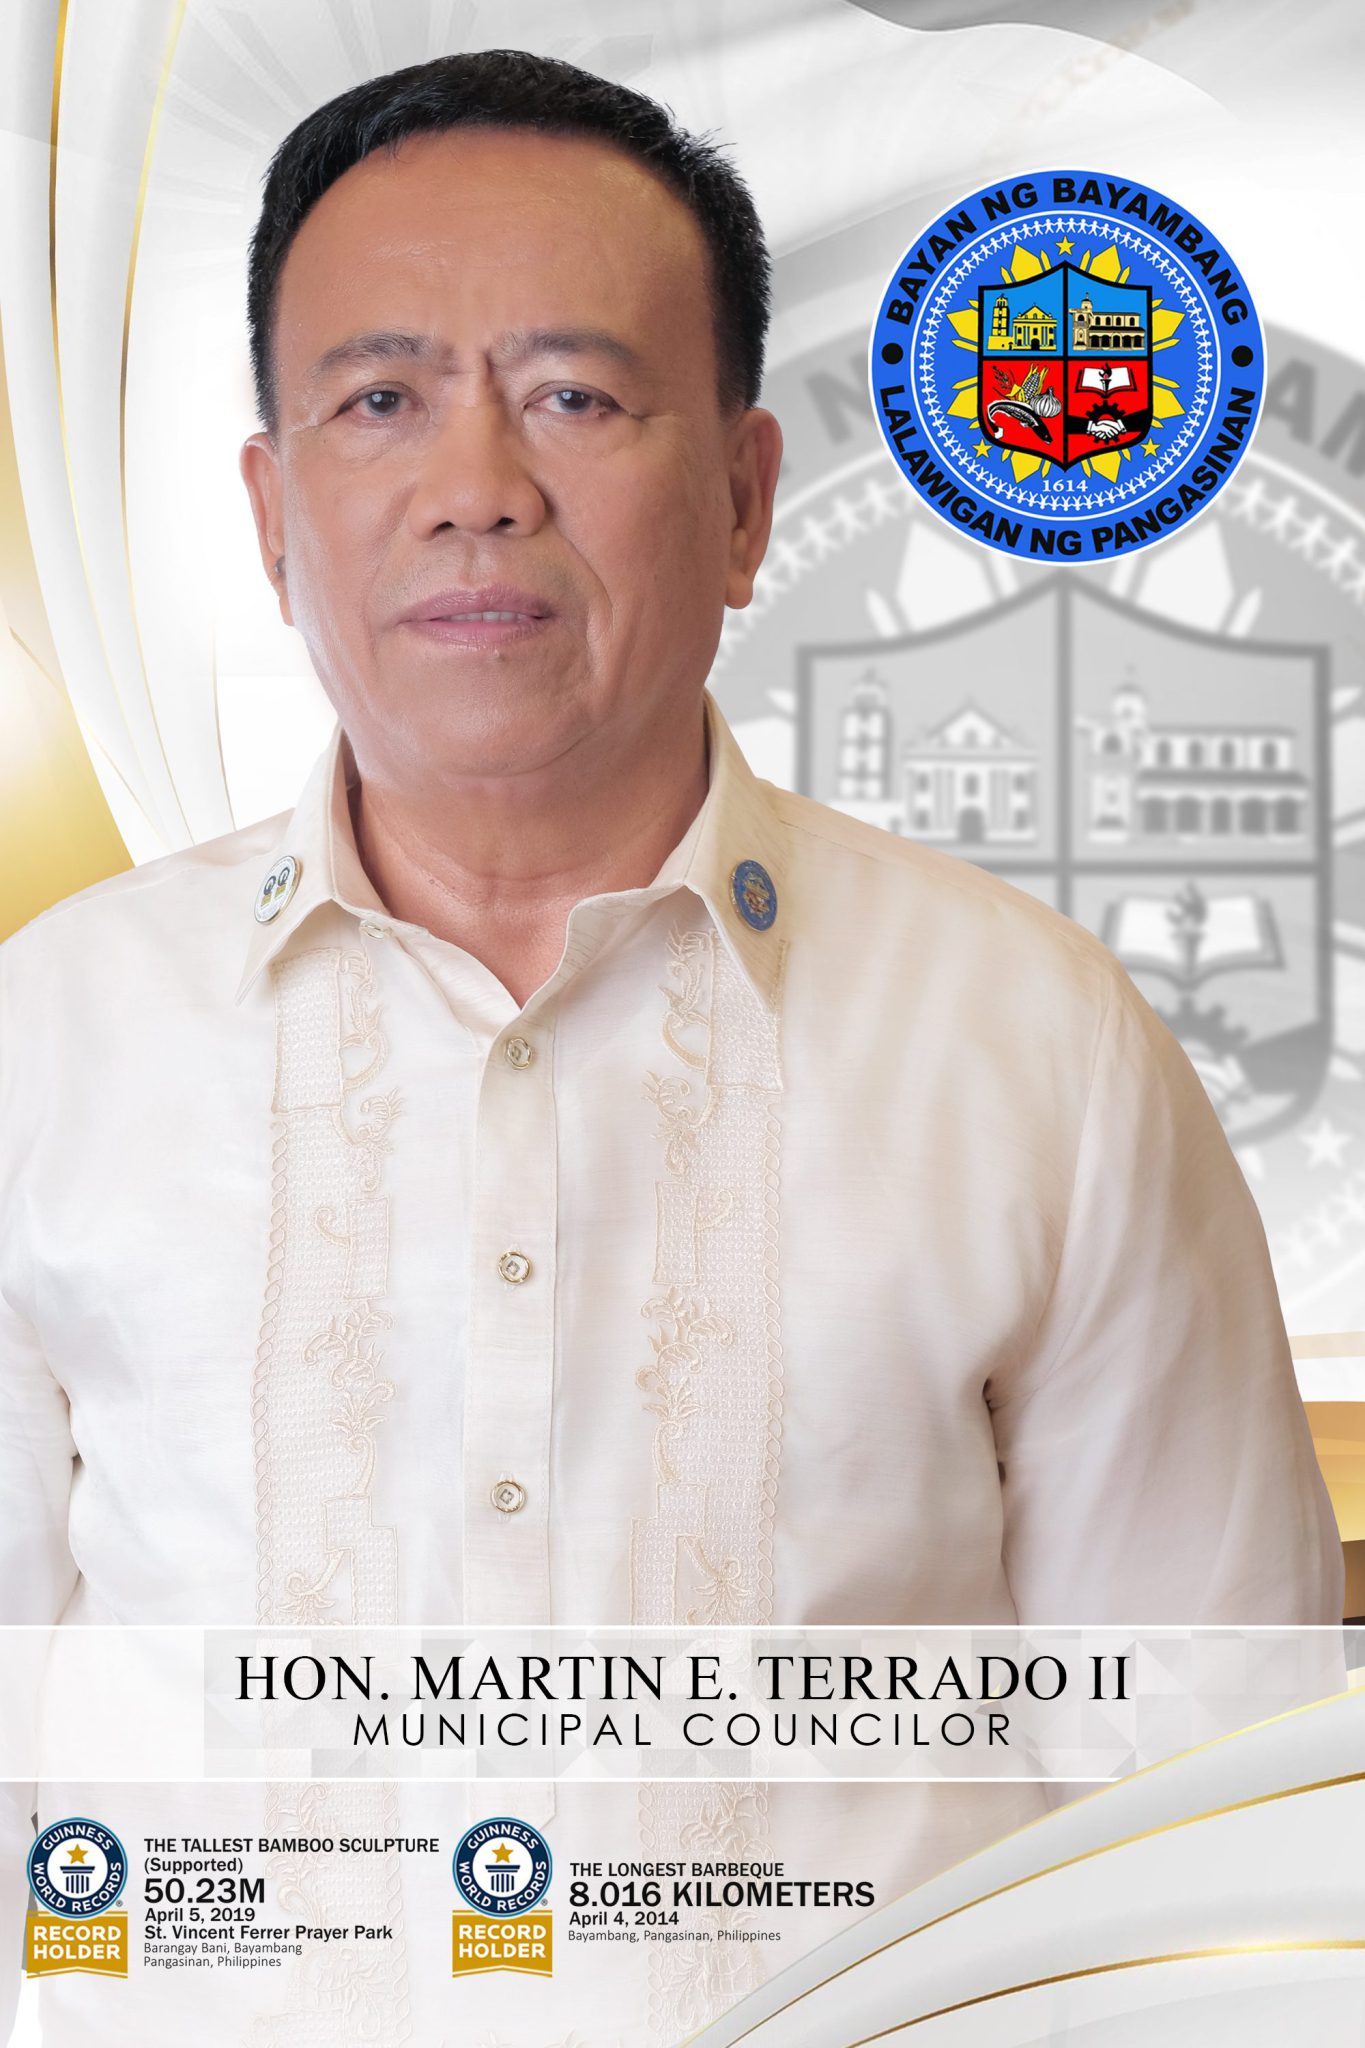 BAYAN NG BAYAMBANG
LALAWIGAN NG PANGASINAN
1614
HON. MARTIN E. TERRADO II
MUNICIPAL COUNCILOR
GUINNESS
WORLD RECORDS
RECORD
HOLDER
THE TALLEST BAMBOO SCULPTURE
(Supported)
50.23M
April 5, 2019
St. Vincent Ferrer Prayer Park
Barangay Bani, Bayambang
Pangasinan, Philippines
GUINNESS
WORLD RECORDS
RECORD
HOLDER
THE LONGEST BARBEQUE
8.016 KILOMETERS
April 4, 2014
Bayambang, Pangasinan, Philippines